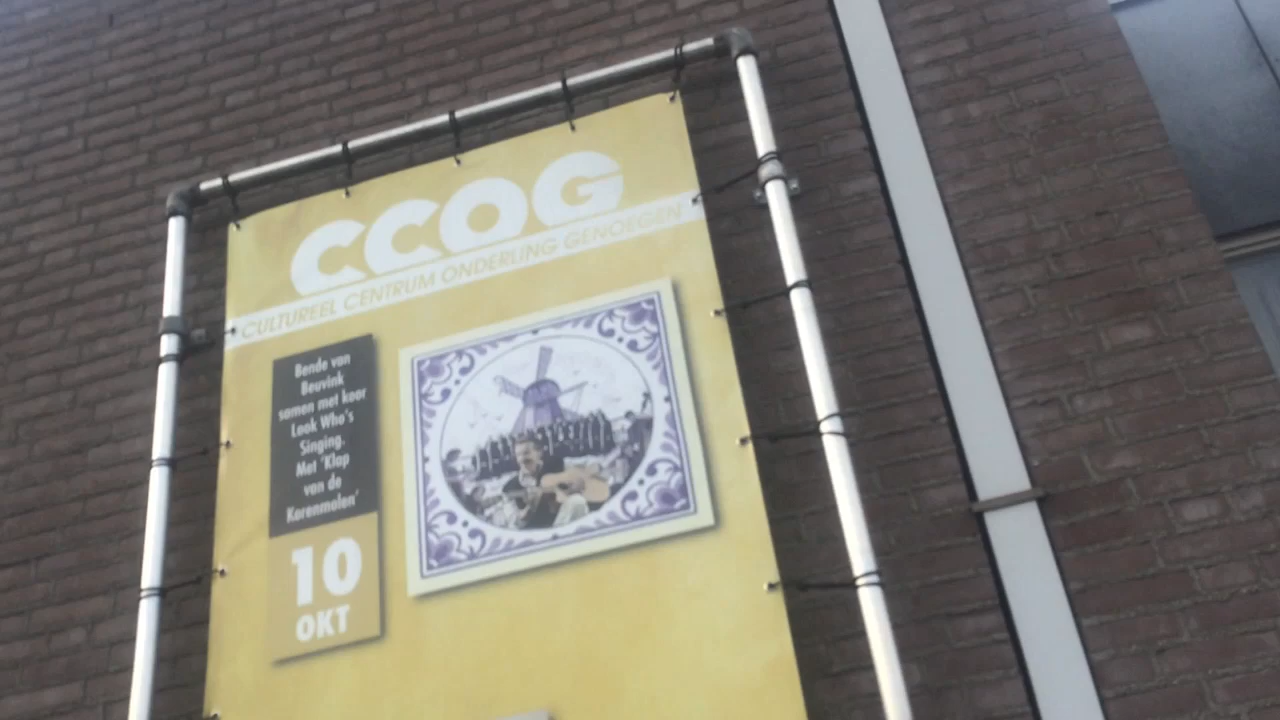 CCOG
CULTUREEL CENTRUM ONDERLING GENOEGEN
Bende van
Beuvink
samen met koor
Look Who's
Singing.
Met 'Klap
van de
Korenmolen'
10
OKT